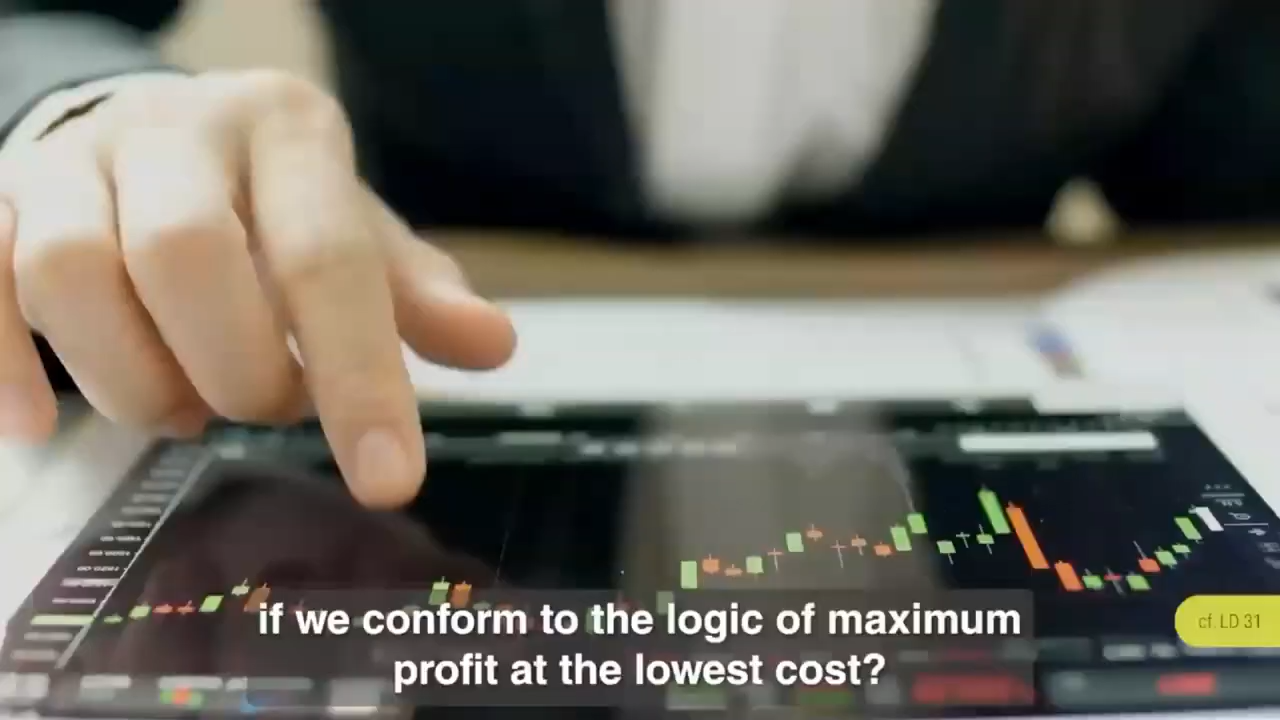 if we conform to the logic of maximum
profit at the lowest cost?
cf. LD 31